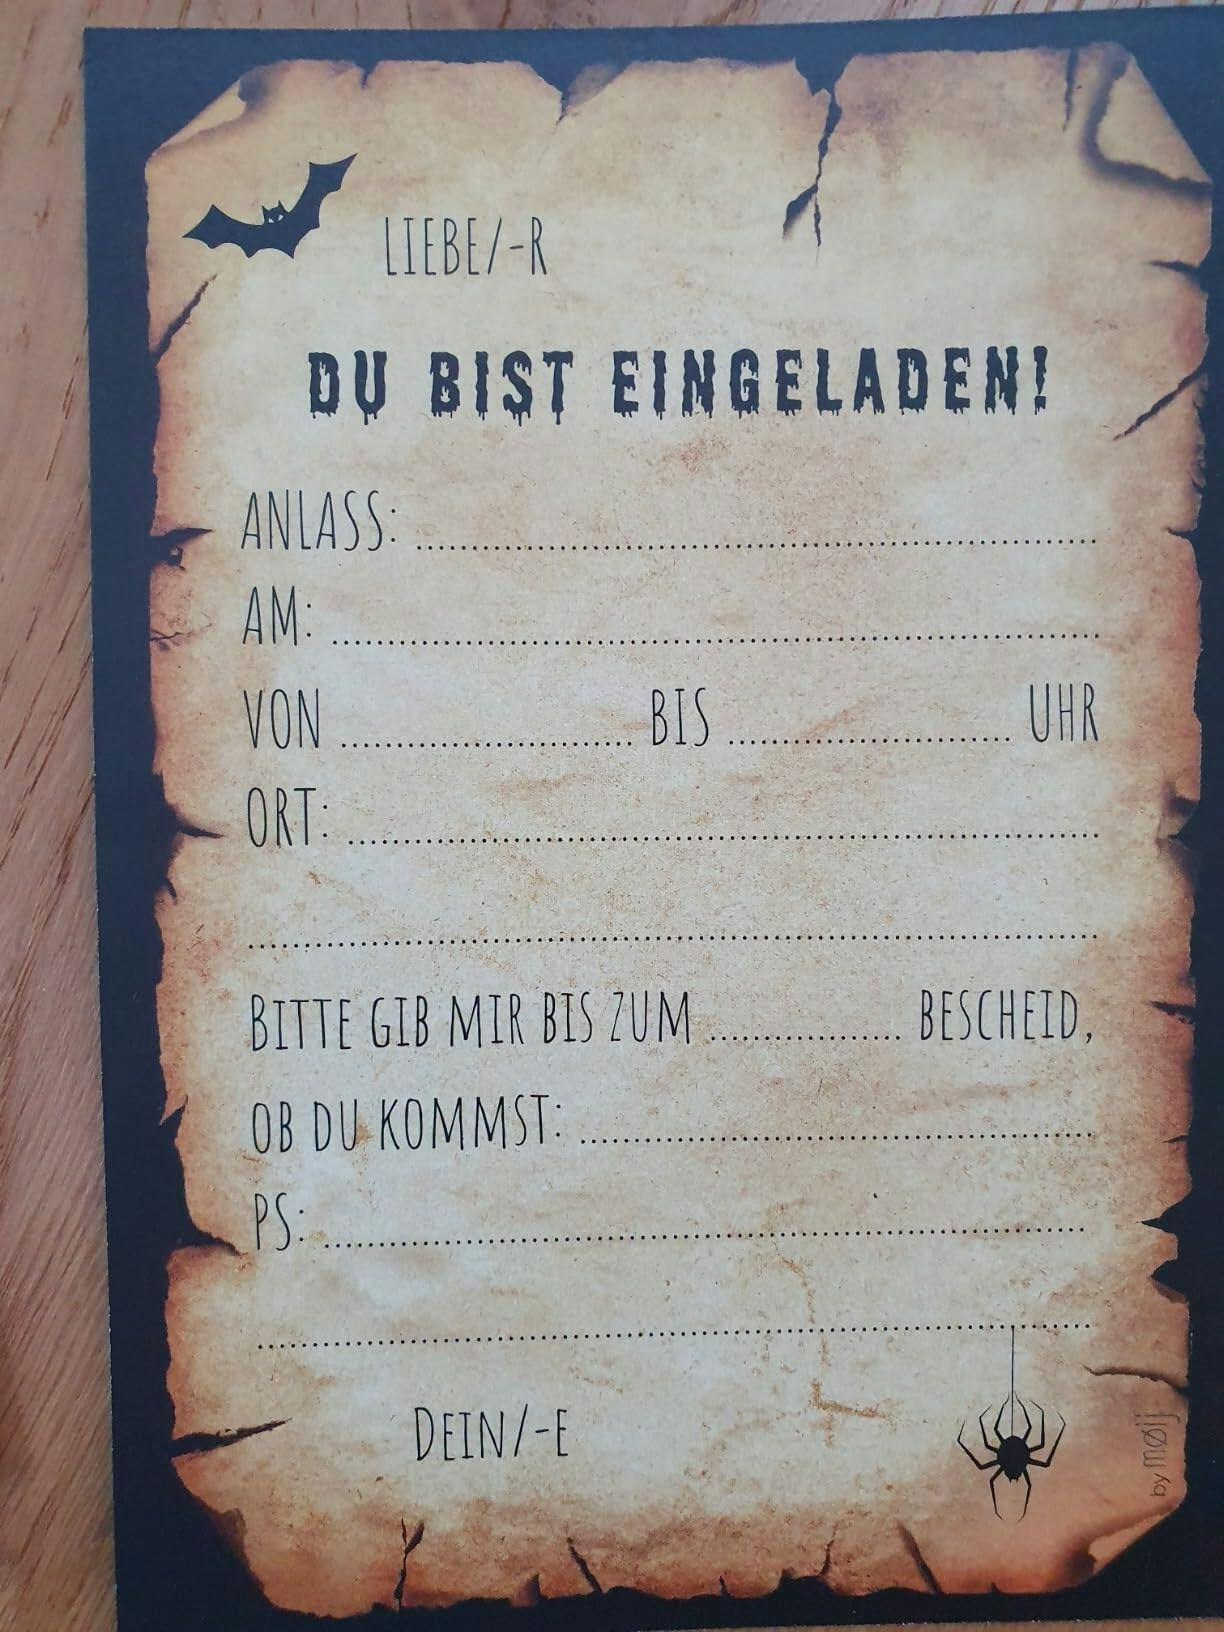 LIEBE/-R
DU BIST EINGELADEN!
ANLASS: ........................................
AM: ........................................
VON .................... BIS .................... UHR
ORT: ........................................
........................................
BITTE GIB MIR BIS ZUM .............. BESCHEID,
OB DU KOMMST: ........................................
PS: ........................................
........................................
DEIN/-E
by møij